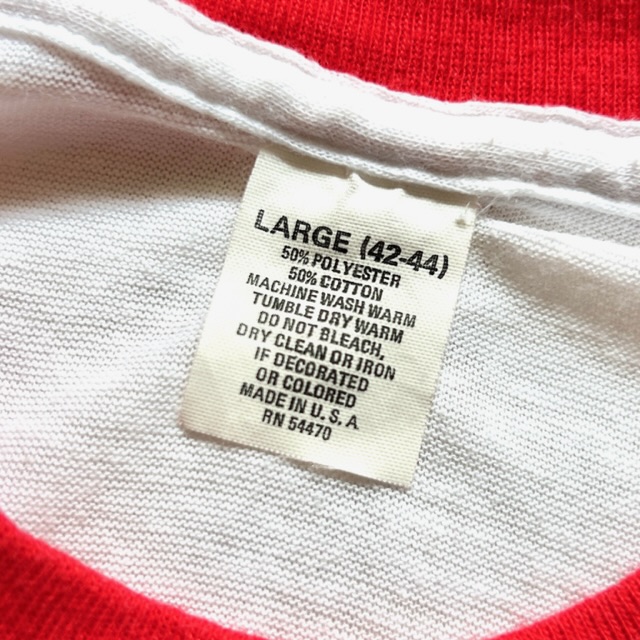 LARGE (42-44)
50% POLYESTER
50% COTTON
MACHINE WASH WARM
TUMBLE DRY WARM
DO NOT BLEACH,
DRY CLEAN OR IRON
IF DECORATED
OR COLORED
MADE IN U. S. A
RN 54470